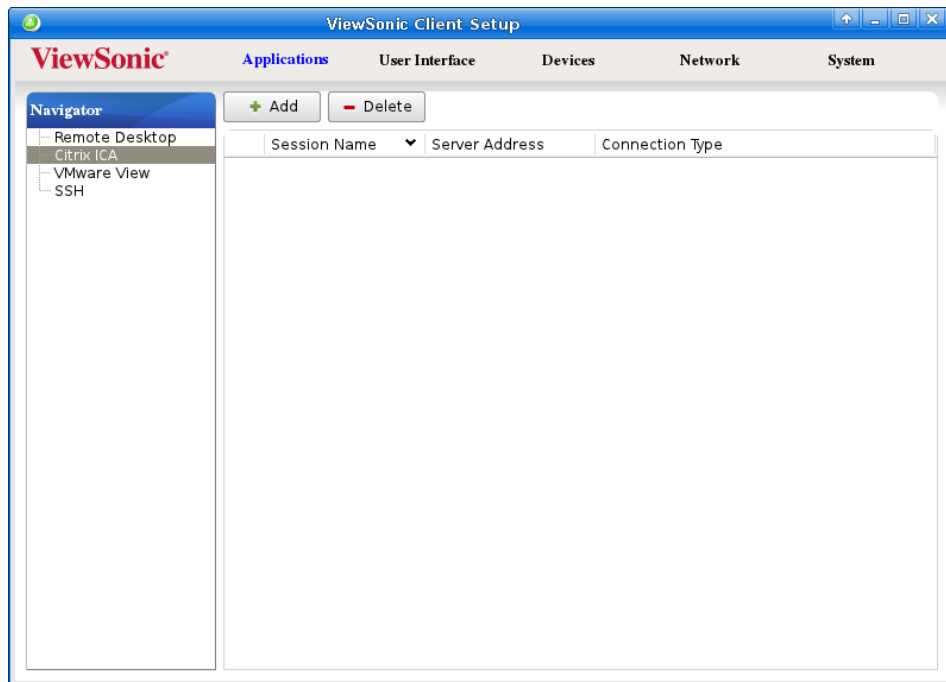 ViewSonic Client Setup
ViewSonic®
Applications User Interface Devices Network System
Navigator
Remote Desktop
Citrix ICA
VMware View
SSH
Add Delete
Session Name Server Address Connection Type